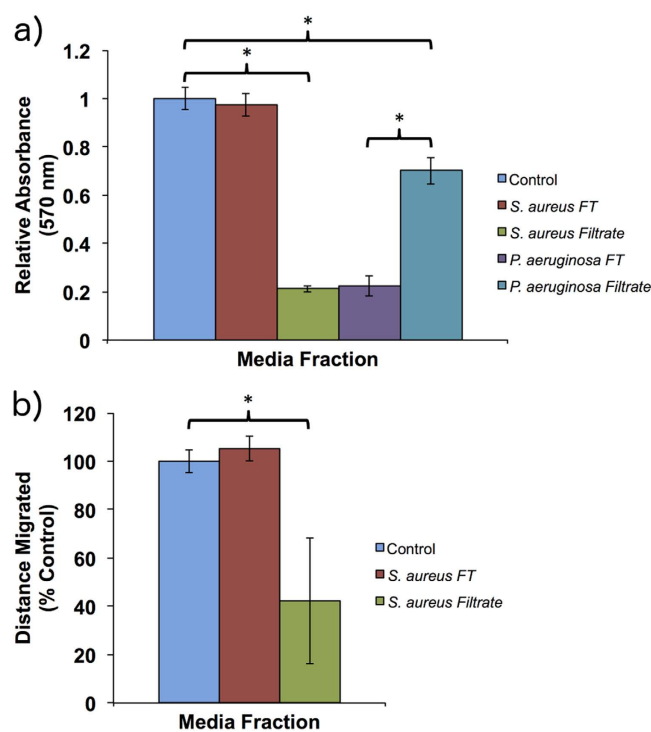 a)
*
*
*
1.2
1
0.8
0.6
0.4
0.2
0
Relative Absorbance
(570 nm)
Media Fraction
Control
S. aureus FT
S. aureus Filtrate
P. aeruginosa FT
P. aeruginosa Filtrate
b)
*
120
100
80
60
40
20
0
Distance Migrated
(% Control)
Media Fraction
Control
S. aureus FT
S. aureus Filtrate